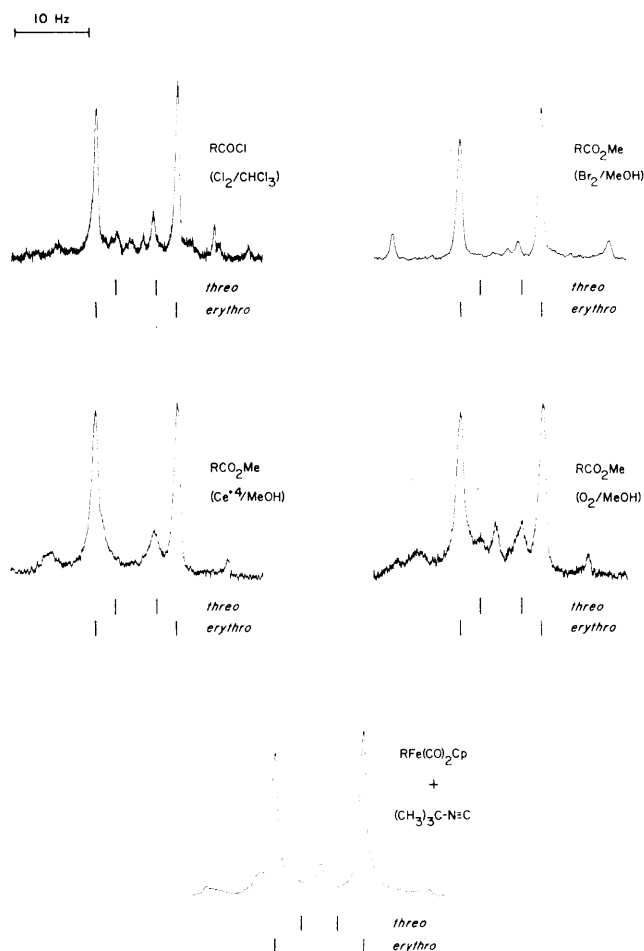 10 Hz
RCOCl
(Cl₂/CHCl₃)
threo
erythro
RCO₂Me
(Br₂/MeOH)
threo
erythro
RCO₂Me
(Ce⁺⁴/MeOH)
threo
erythro
RCO₂Me
(O₂/MeOH)
threo
erythro
RFe(CO)₂Cp
+
(CH₃)₃C-N≡C
threo
erythro